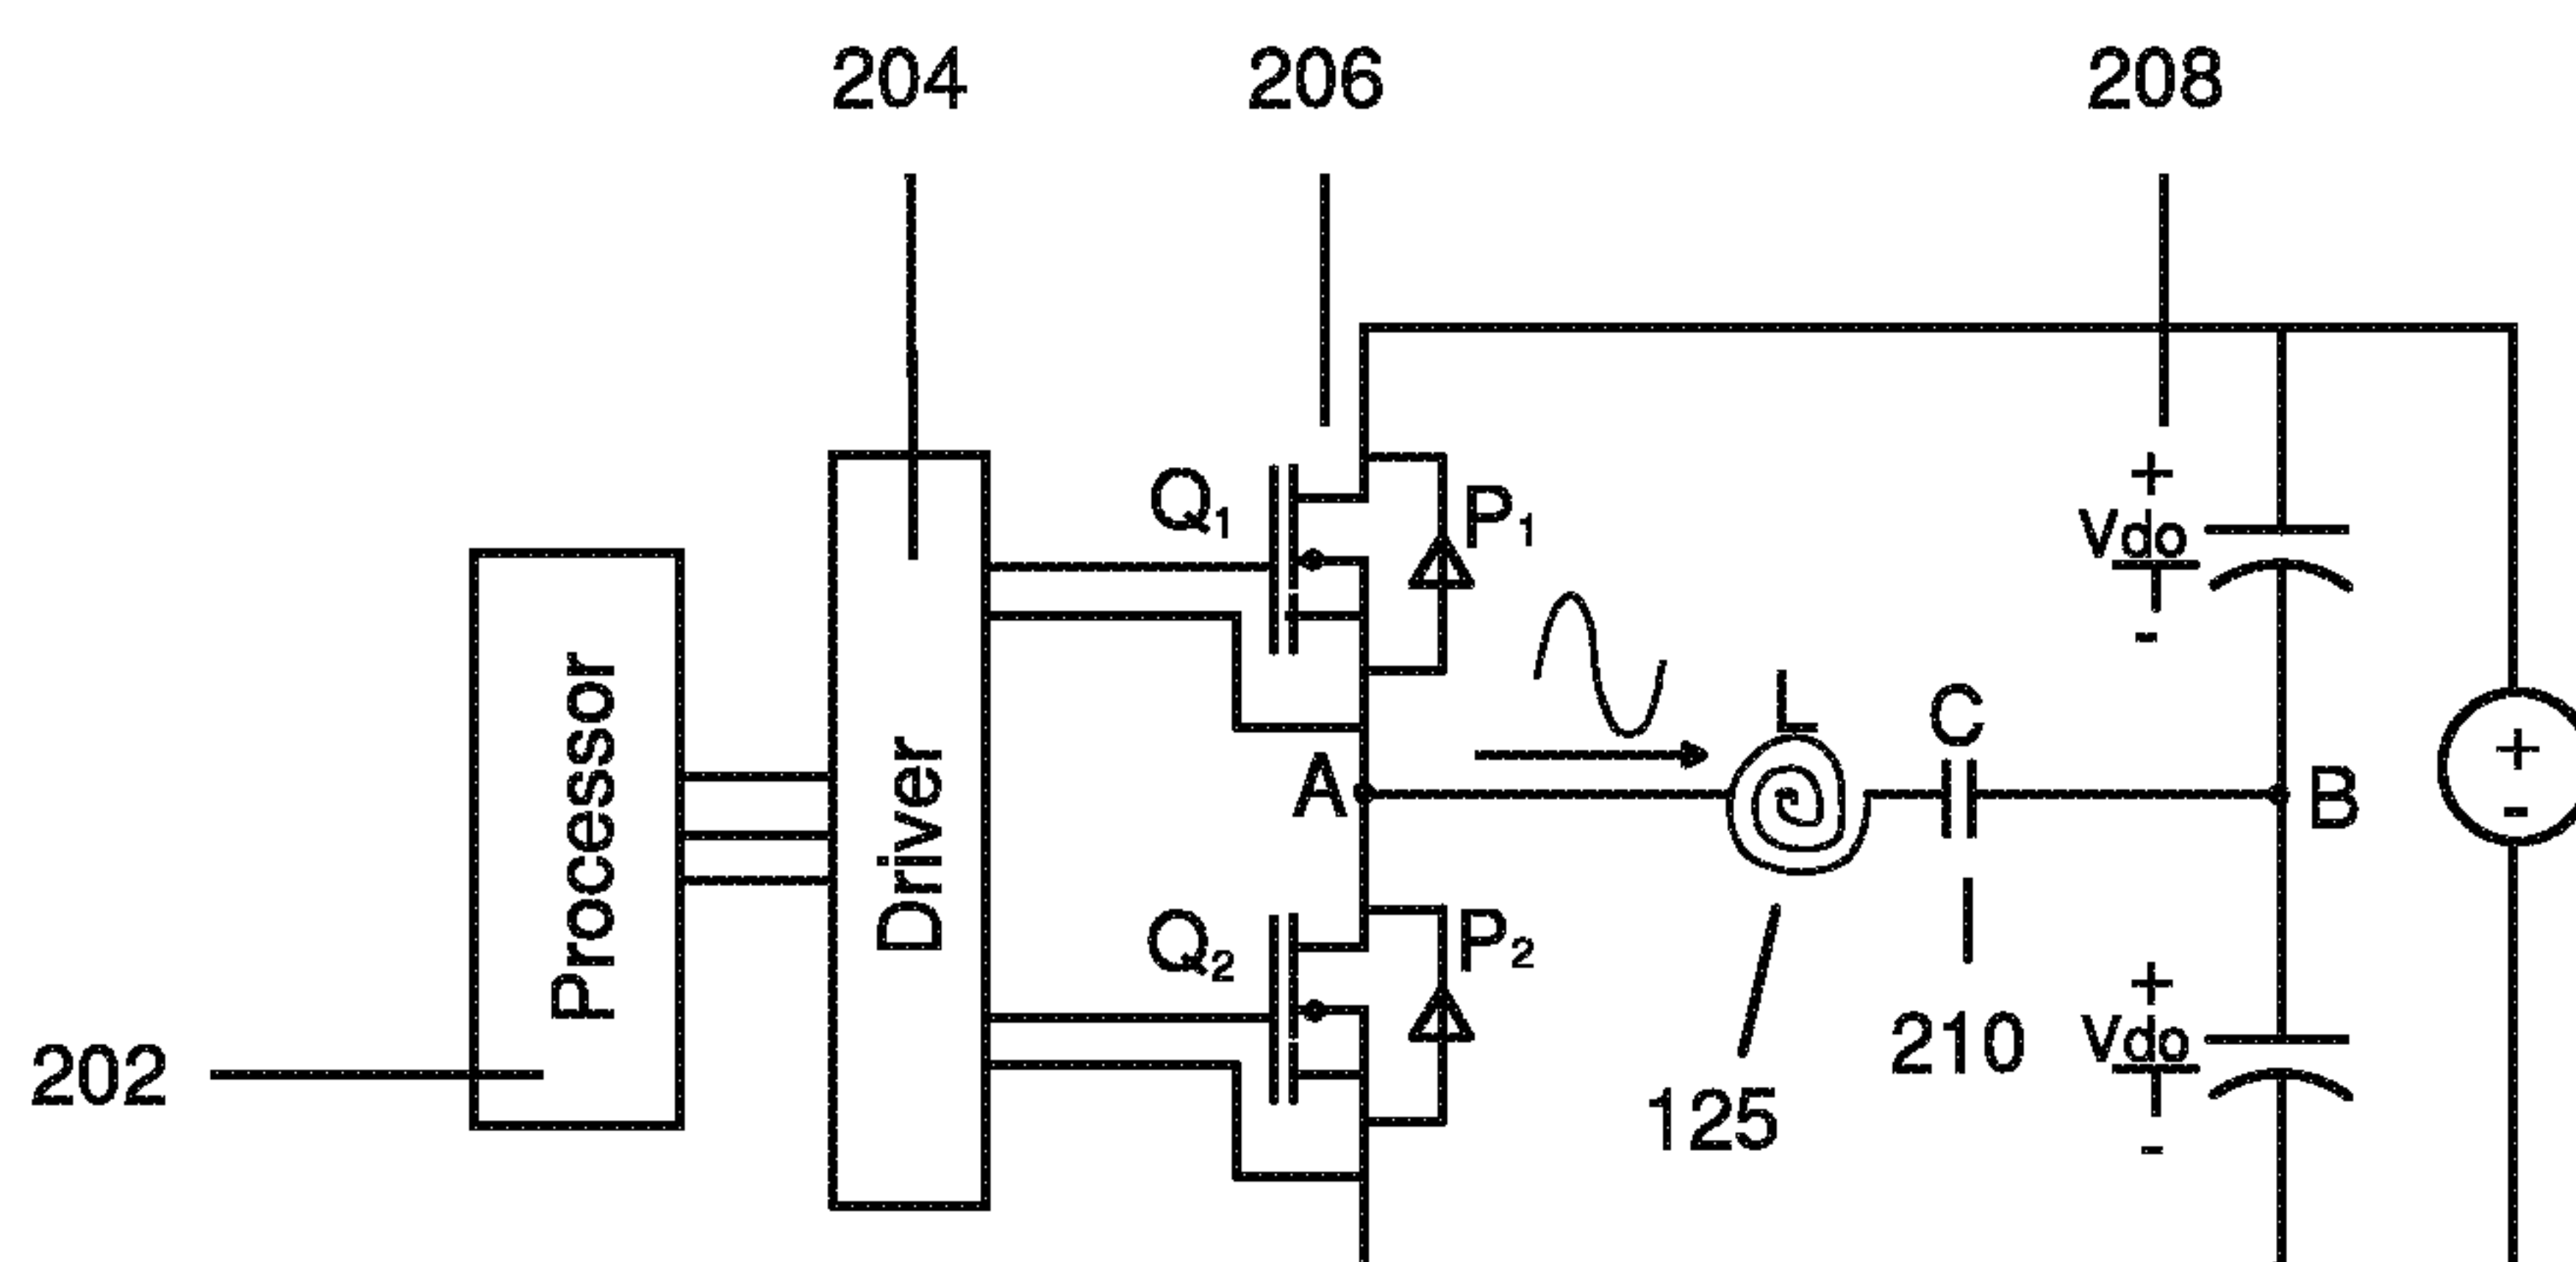 204
206
208
Q1
P1
+
Vdo
-
Processor
Driver
L
C
A
B
+
-
Q2
P2
+
Vdo
-
202
125
210